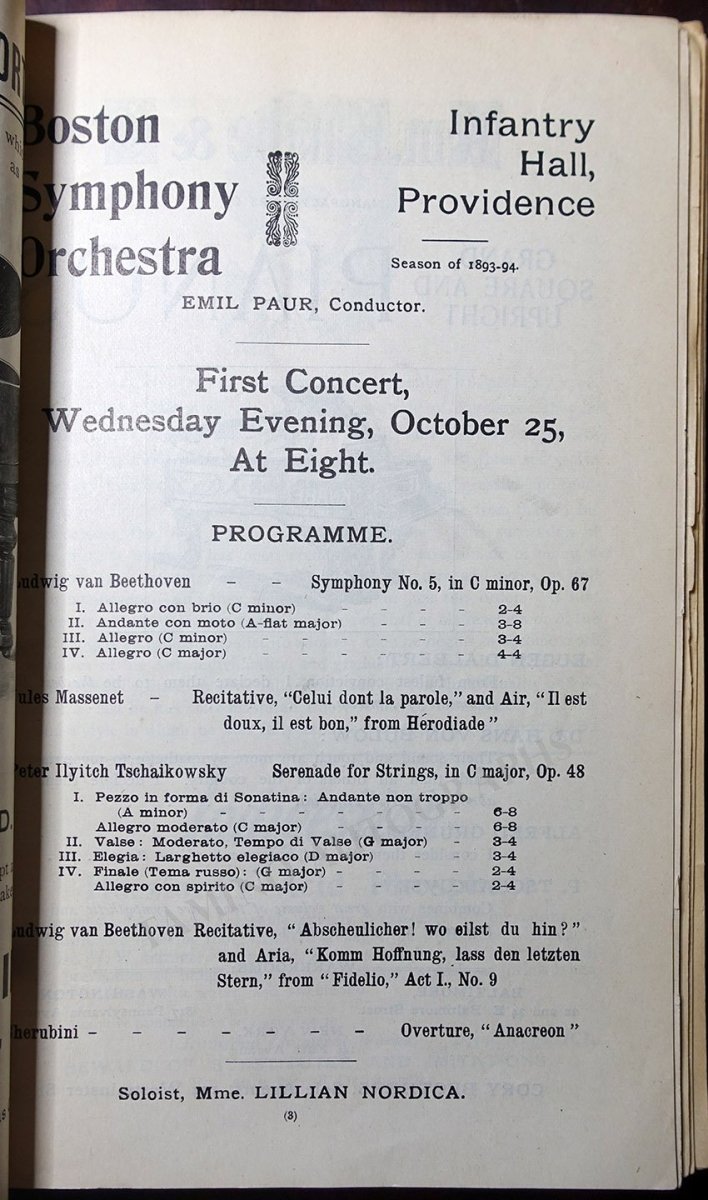 Boston
Symphony
Orchestra
Infantry
Hall,
Providence
Season of 1893-94.
EMIL PAUR, Conductor.
First Concert,
Wednesday Evening, October 25,
At Eight.
PROGRAMME.
Ludwig van Beethoven - - Symphony No. 5, in C minor, Op. 67
I. Allegro con brio (C minor) - - - - 2-4
II. Andante con moto (A-flat major) - - - 3-8
III. Allegro (C minor) - - - - - - 3-4
IV. Allegro (C major) - - - - - - 4-4
Jules Massenet - Recitative, "Celui dont la parole," and Air, "Il est
doux, il est bon," from Hérodiade"
Peter Ilyitch Tschaikowsky Serenade for Strings, in C major, Op. 48
I. Pezzo in forma di Sonatina: Andante non troppo
(A minor) - - - - - - - 6-8
Allegro moderato (C major) - - - - 6-8
II. Valse: Moderato, Tempo di Valse (G major) - 3-4
III. Elegia: Larghetto elegiaco (D major) - - 3-4
IV. Finale (Tema russo): (G major) - - - - 2-4
Allegro con spirito (C major) - - - - 2-4
Ludwig van Beethoven Recitative, "Abscheulicher! wo eilst du hin?"
and Aria, "Komm Hoffnung, lass den letzten
Stern," from "Fidelio," Act I., No. 9
Cherubini - - - - - - - Overture, "Anacreon"
Soloist, Mme. LILLIAN NORDICA.
(3)